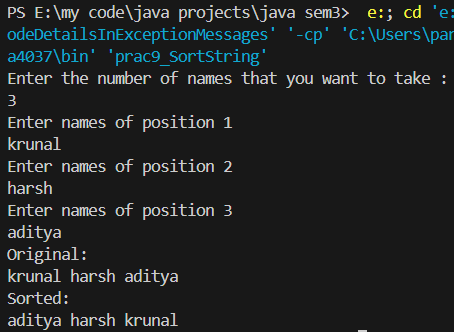 PS E:\my code\java projects\java sem3>  e:; cd 'e:
odeDetailsInExceptionMessages' '-cp' 'C:\Users\par
a4037\bin' 'prac9_SortString'
Enter the number of names that you want to take :
3
Enter names of position 1
krunal
Enter names of position 2
harsh
Enter names of position 3
aditya
Original:
krunal harsh aditya
Sorted:
aditya harsh krunal